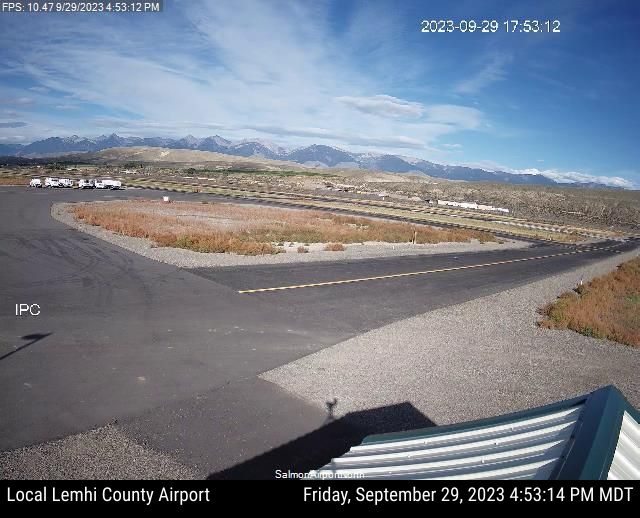 FPS: 10.47 9/29/2023 4:53:12 PM
2023-09-29 17:53:12
IPC
SalmonAirport.com
Local Lemhi County Airport
Friday, September 29, 2023 4:53:14 PM MDT